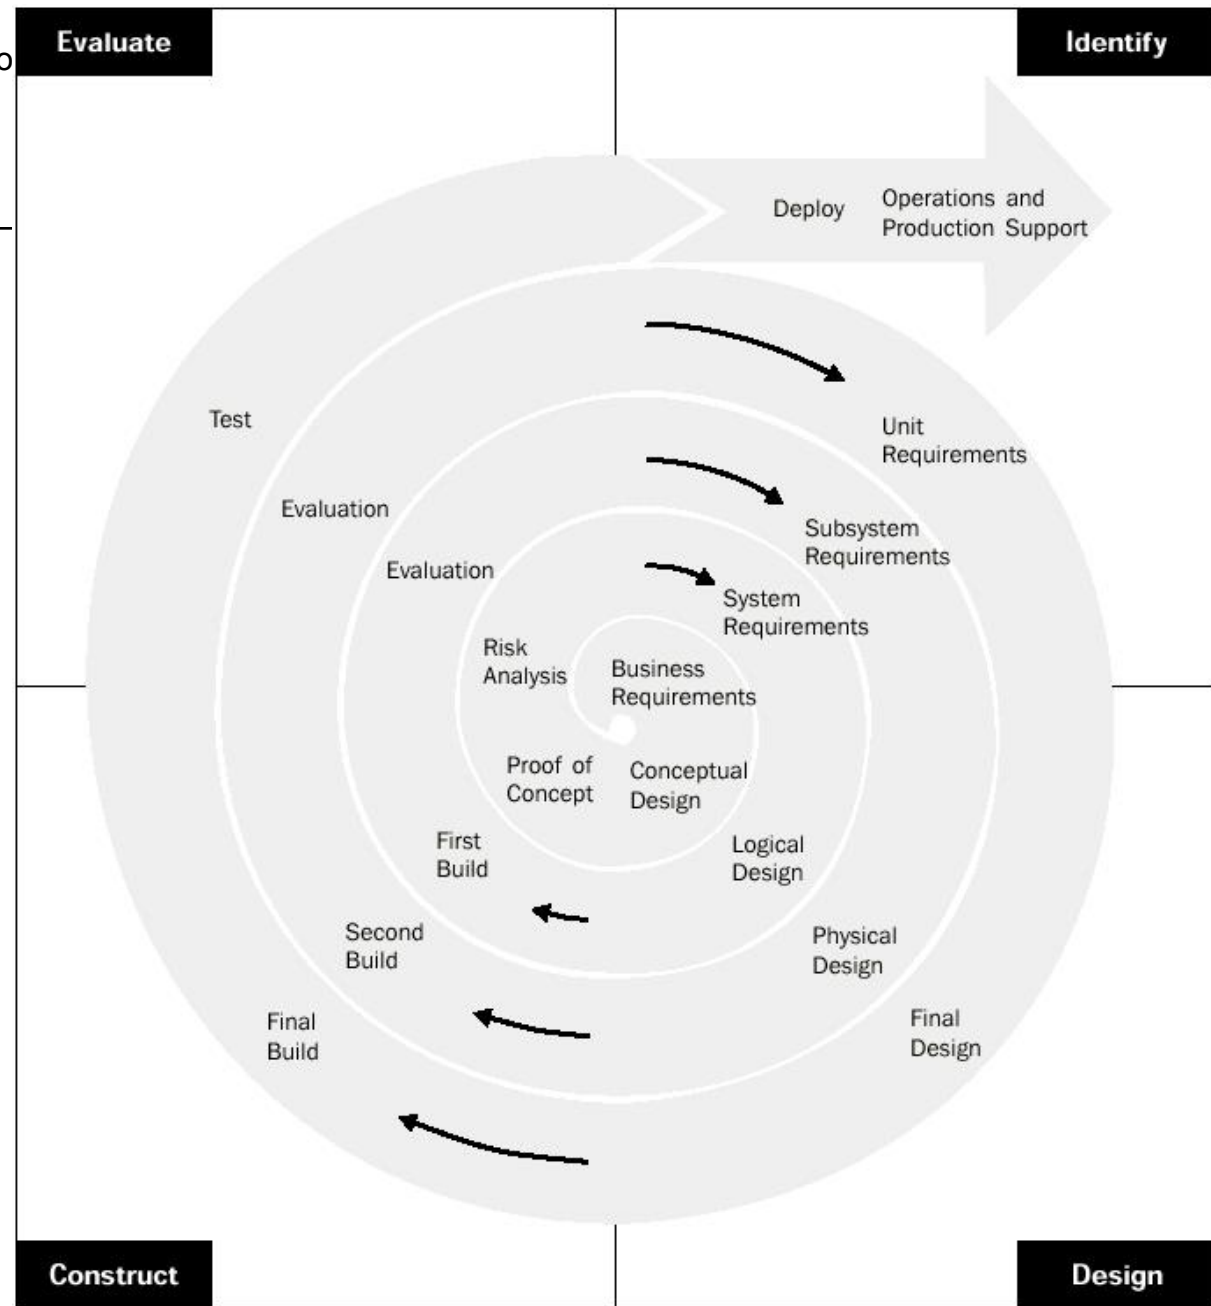 Evaluate
Identify
o
Deploy
Operations and
Production Support
Test
Unit
Requirements
Evaluation
Subsystem
Requirements
Evaluation
System
Requirements
Risk
Analysis
Business
Requirements
Proof of
Concept
Conceptual
Design
First
Build
Logical
Design
Second
Build
Physical
Design
Final
Build
Final
Design
Construct
Design